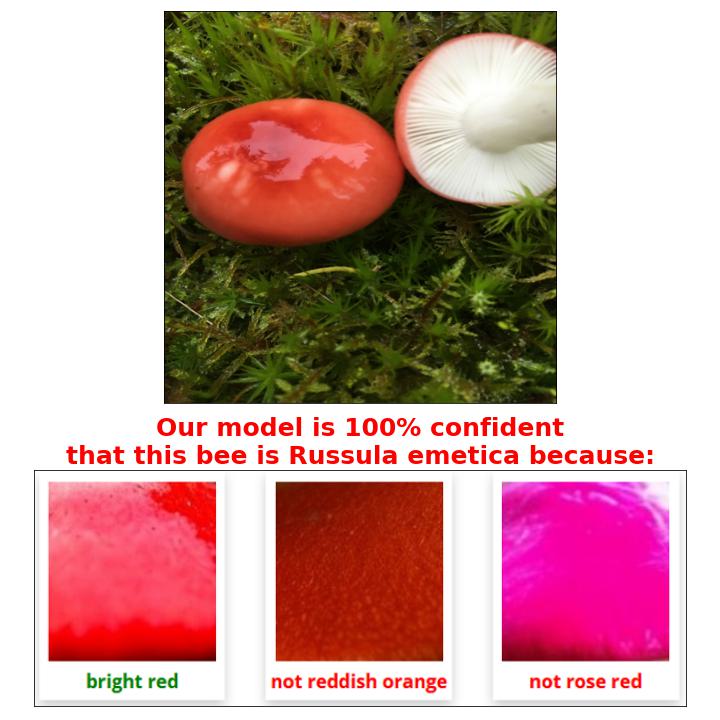 Our model is 100% confident
that this bee is Russula emetica because:
bright red
not reddish orange
not rose red